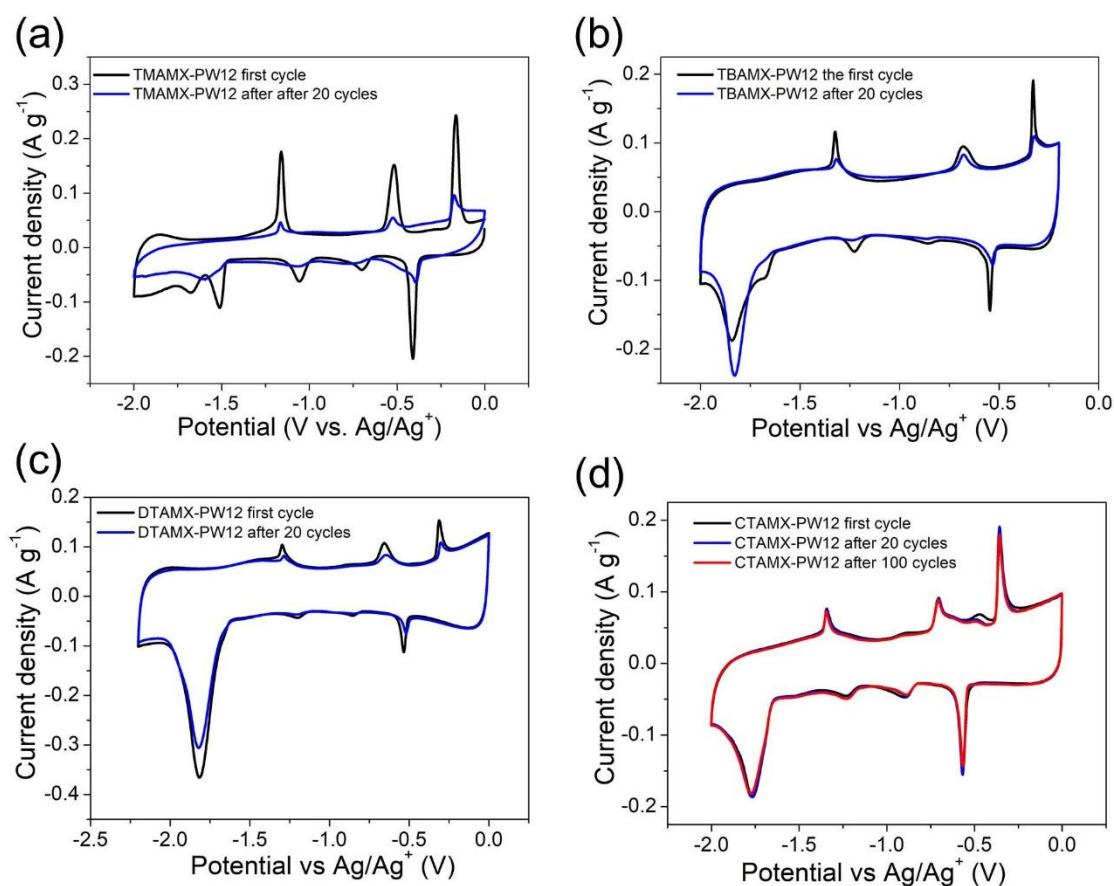 (a)
TMAMX-PW12 first cycle
TMAMX-PW12 after after 20 cycles
Current density (A g⁻¹)
0.3
0.2
0.1
0.0
-0.1
-0.2
-2.0 -1.5 -1.0 -0.5 0.0
Potential (V vs. Ag/Ag⁺)
(b)
TBAMX-PW12 the first cycle
TBAMX-PW12 after 20 cycles
Current density (A g⁻¹)
0.2
0.1
0.0
-0.1
-0.2
-2.0 -1.5 -1.0 -0.5 0.0
Potential vs Ag/Ag⁺ (V)
(c)
DTAMX-PW12 first cycle
DTAMX-PW12 after 20 cycles
Current density (A g⁻¹)
0.2
0.1
0.0
-0.1
-0.2
-0.3
-0.4
-2.5 -2.0 -1.5 -1.0 -0.5 0.0
Potential vs Ag/Ag⁺ (V)
(d)
CTAMX-PW12 first cycle
CTAMX-PW12 after 20 cycles
CTAMX-PW12 after 100 cycles
Current density (A g⁻¹)
0.2
0.1
0.0
-0.1
-0.2
-2.0 -1.5 -1.0 -0.5 0.0
Potential vs Ag/Ag⁺ (V)